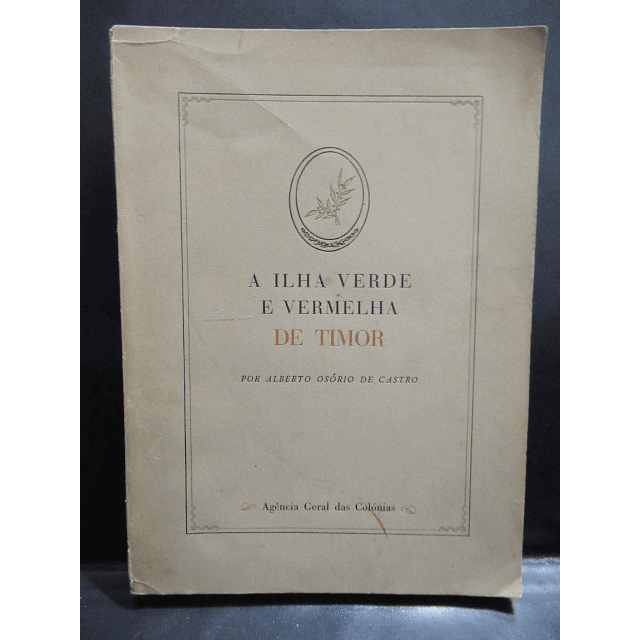 A ILHA VERDE
E VERMELHA
DE TIMOR
POR ALBERTO OSÓRIO DE CASTRO
Agência Geral das Colónias